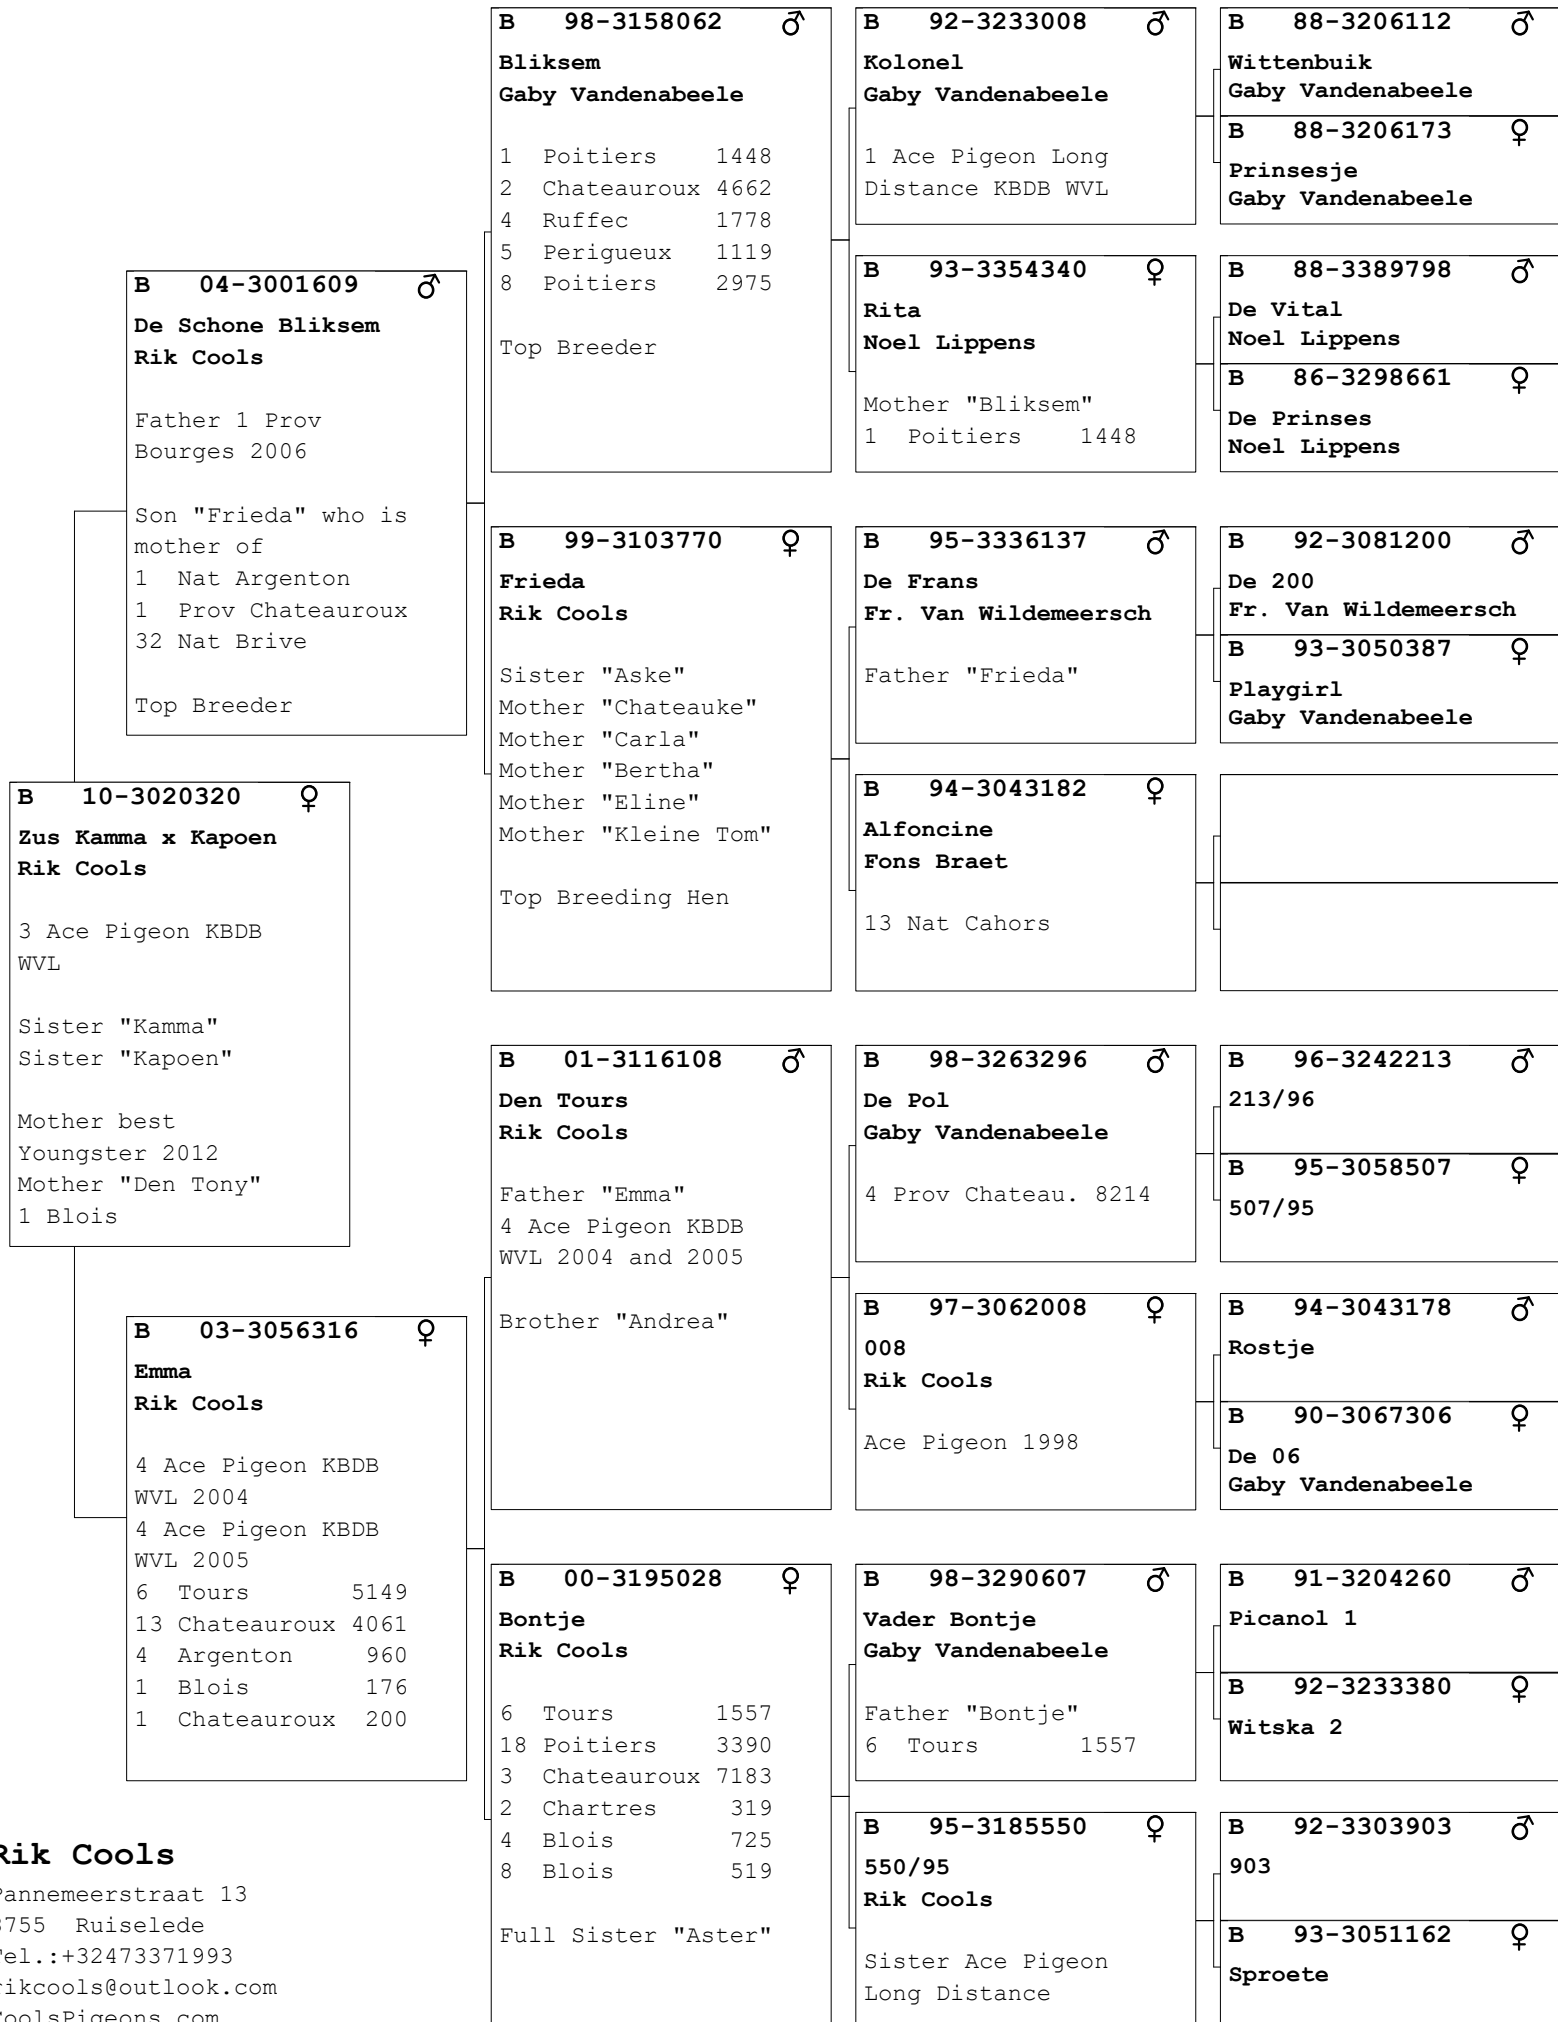 B 98-3158062 ♂
Bliksem
Gaby Vandenabeele
1 Poitiers 1448
2 Chateauroux 4662
4 Ruffec 1778
5 Perigueux 1119
8 Poitiers 2975
Top Breeder
B 92-3233008 ♂
Kolonel
Gaby Vandenabeele
1 Ace Pigeon Long
Distance KBDB WVL
B 88-3206112 ♂
Wittenbuik
Gaby Vandenabeele
B 88-3206173 ♀
Prinsesje
Gaby Vandenabeele
B 93-3354340 ♀
Rita
Noel Lippens
Mother "Bliksem"
1 Poitiers 1448
B 88-3389798 ♂
De Vital
Noel Lippens
B 86-3298661 ♀
De Prinses
Noel Lippens
B 04-3001609 ♂
De Schone Bliksem
Rik Cools
Father 1 Prov
Bourges 2006
Son "Frieda" who is
mother of
1 Nat Argenton
1 Prov Chateauroux
32 Nat Brive
Top Breeder
B 99-3103770 ♀
Frieda
Rik Cools
Sister "Aske"
Mother "Chateauke"
Mother "Carla"
Mother "Bertha"
Mother "Eline"
Mother "Kleine Tom"
Top Breeding Hen
B 95-3336137 ♂
De Frans
Fr. Van Wildemeersch
Father "Frieda"
B 92-3081200 ♂
De 200
Fr. Van Wildemeersch
B 93-3050387 ♀
Playgirl
Gaby Vandenabeele
B 94-3043182 ♀
Alfoncine
Fons Braet
13 Nat Cahors
B 10-3020320 ♀
Zus Kamma x Kapoen
Rik Cools
3 Ace Pigeon KBDB
WVL
Sister "Kamma"
Sister "Kapoen"
Mother best
Youngster 2012
Mother "Den Tony"
1 Blois
B 01-3116108 ♂
Den Tours
Rik Cools
Father "Emma"
4 Ace Pigeon KBDB
WVL 2004 and 2005
Brother "Andrea"
B 98-3263296 ♂
De Pol
Gaby Vandenabeele
4 Prov Chateau. 8214
B 96-3242213 ♂
213/96
B 95-3058507 ♀
507/95
B 97-3062008 ♀
008
Rik Cools
Ace Pigeon 1998
B 94-3043178 ♂
Rostje
B 90-3067306 ♀
De 06
Gaby Vandenabeele
B 03-3056316 ♀
Emma
Rik Cools
4 Ace Pigeon KBDB
WVL 2004
4 Ace Pigeon KBDB
WVL 2005
6 Tours 5149
13 Chateauroux 4061
4 Argenton 960
1 Blois 176
1 Chateauroux 200
B 00-3195028 ♀
Bontje
Rik Cools
6 Tours 1557
18 Poitiers 3390
3 Chateauroux 7183
2 Chartres 319
4 Blois 725
8 Blois 519
Full Sister "Aster"
B 98-3290607 ♂
Vader Bontje
Gaby Vandenabeele
Father "Bontje"
6 Tours 1557
B 91-3204260 ♂
Picanol 1
B 92-3233380 ♀
Witska 2
B 95-3185550 ♀
550/95
Rik Cools
Sister Ace Pigeon
Long Distance
B 92-3303903 ♂
903
B 93-3051162 ♀
Sproete
Rik Cools
Pannemeerstraat 13
8755 Ruiselede
Tel.:+32473371993
rikcools@outlook.com
CoolsPigeons.com